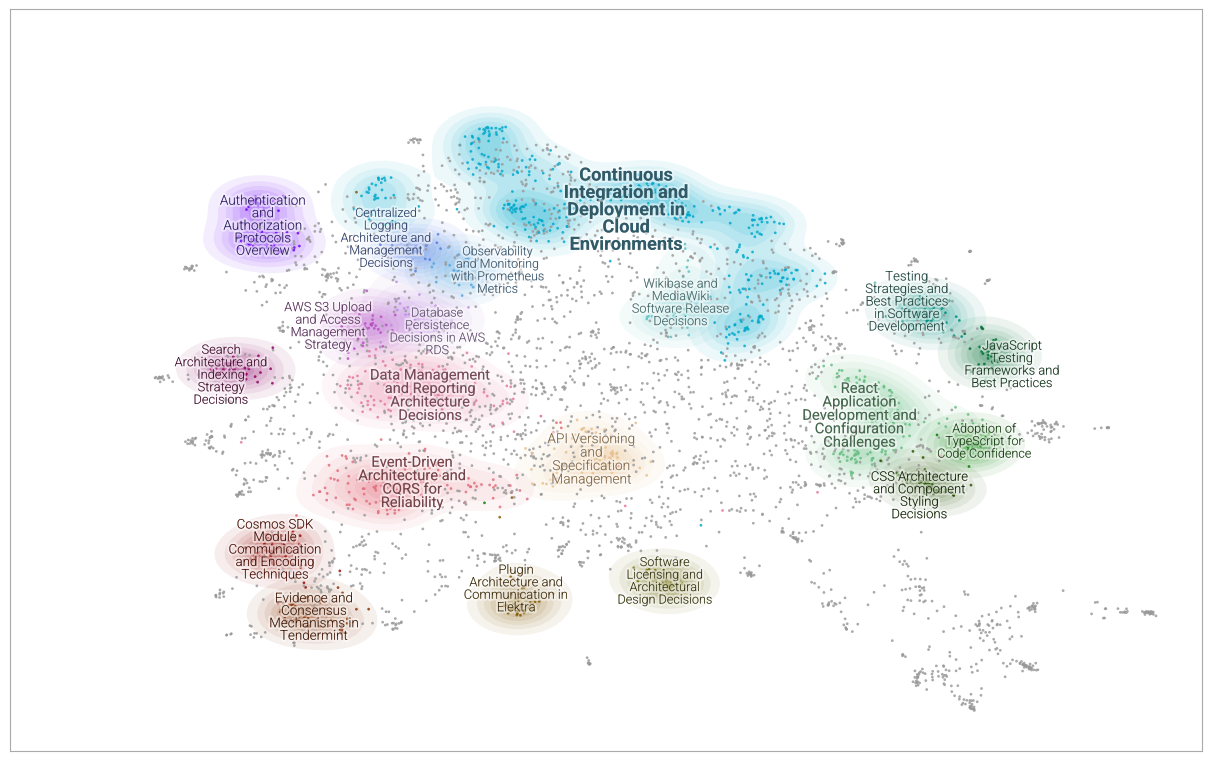 Continuous
Integration and
Deployment in
Cloud
Environments
Authentication
and
Authorization
Protocols
Overview
Centralized
Logging
Architecture and
Management
Decisions
Observability
and Monitoring
with Prometheus
Metrics
Wikibase and
MediaWiki
Software Release
Decisions
Testing
Strategies and
Best Practices
in Software
Development
AWS S3 Upload
and Access
Management
Strategy
Database
Persistence
Decisions in AWS
RDS
JavaScript
Testing
Frameworks and
Best Practices
Search
Architecture and
Indexing
Strategy
Decisions
Data Management
and Reporting
Architecture
Decisions
React
Application
Development and
Configuration
Challenges
Adoption of
TypeScript for
Code Confidence
API Versioning
and
Specification
Management
Event-Driven
Architecture and
CQRS for
Reliability
CSS Architecture
and Component
Styling
Decisions
Cosmos SDK
Module
Communication
and Encoding
Techniques
Plugin
Architecture and
Communication in
Elektra
Software
Licensing and
Architectural
Design Decisions
Evidence and
Consensus
Mechanisms in
Tendermint